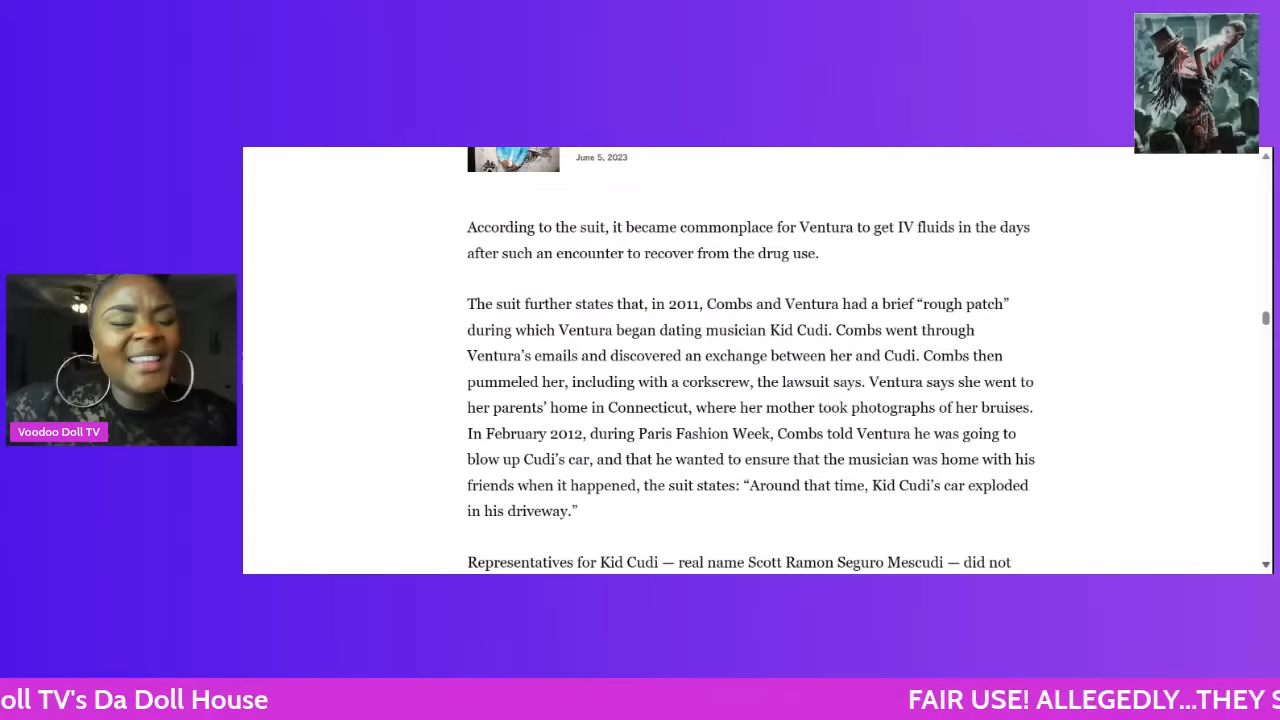 June 5, 2023
According to the suit, it became commonplace for Ventura to get IV fluids in the days
after such an encounter to recover from the drug use.
The suit further states that, in 2011, Combs and Ventura had a brief “rough patch”
during which Ventura began dating musician Kid Cudi. Combs went through
Ventura’s emails and discovered an exchange between her and Cudi. Combs then
pummeled her, including with a corkscrew, the lawsuit says. Ventura says she went to
her parents’ home in Connecticut, where her mother took photographs of her bruises.
In February 2012, during Paris Fashion Week, Combs told Ventura he was going to
blow up Cudi’s car, and that he wanted to ensure that the musician was home with his
friends when it happened, the suit states: “Around that time, Kid Cudi’s car exploded
in his driveway.”
Representatives for Kid Cudi — real name Scott Ramon Seguro Mescudi — did not
Voodoo Doll TV
oll TV's Da Doll House
FAIR USE! ALLEGEDLY...THEY S